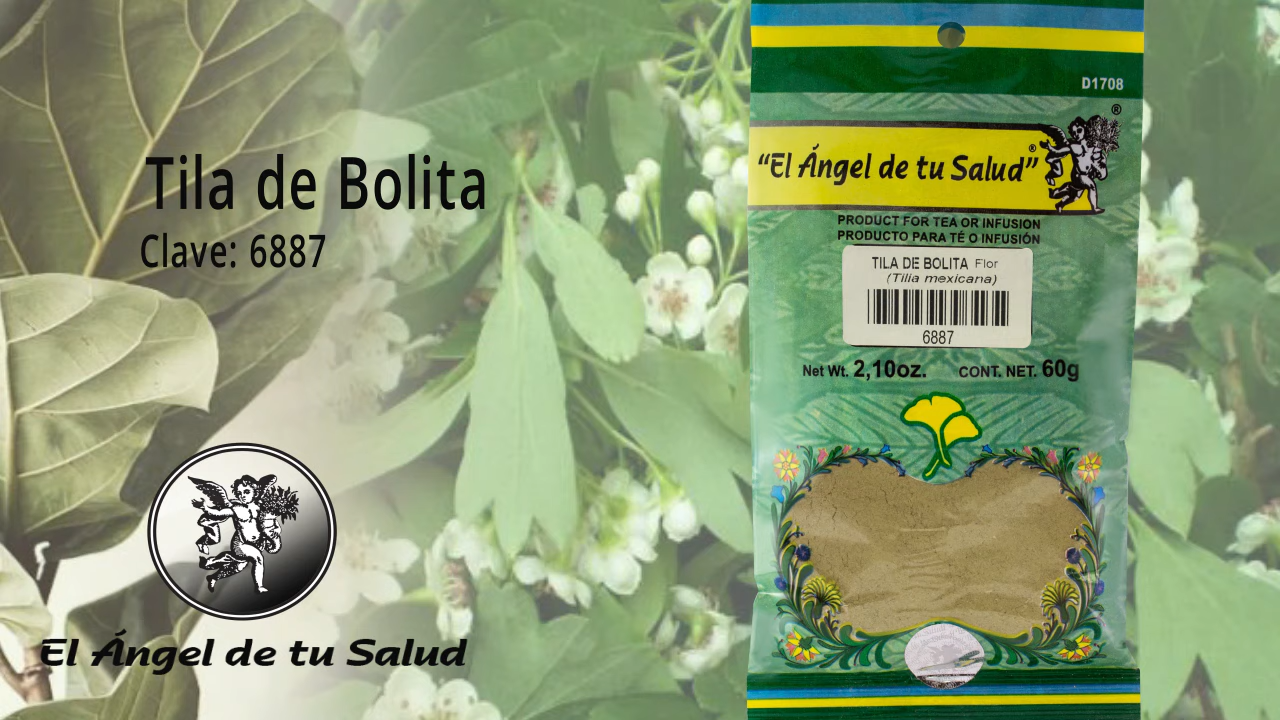 Tila de Bolita
Clave: 6887
El Ángel de tu Salud
D1708
®
“El Ángel de tu Salud”®
PRODUCT FOR TEA OR INFUSION
PRODUCTO PARA TÉ O INFUSIÓN
TILA DE BOLITA Flor
(Tilia mexicana)
6887
Net Wt. 2,10oz. CONT. NET. 60g